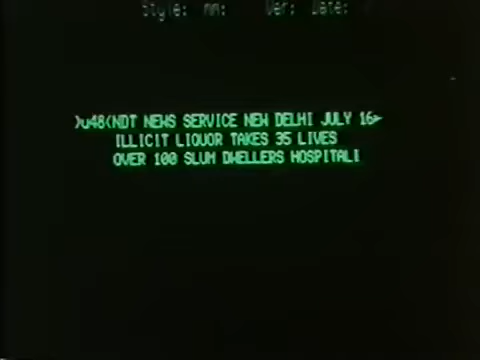 Style: mm: Ver: Date:
)u48(NDT NEWS SERVICE NEW DELHI JULY 16>
ILLICIT LIQUOR TAKES 35 LIVES
OVER 100 SLUM DWELLERS HOSPITALI